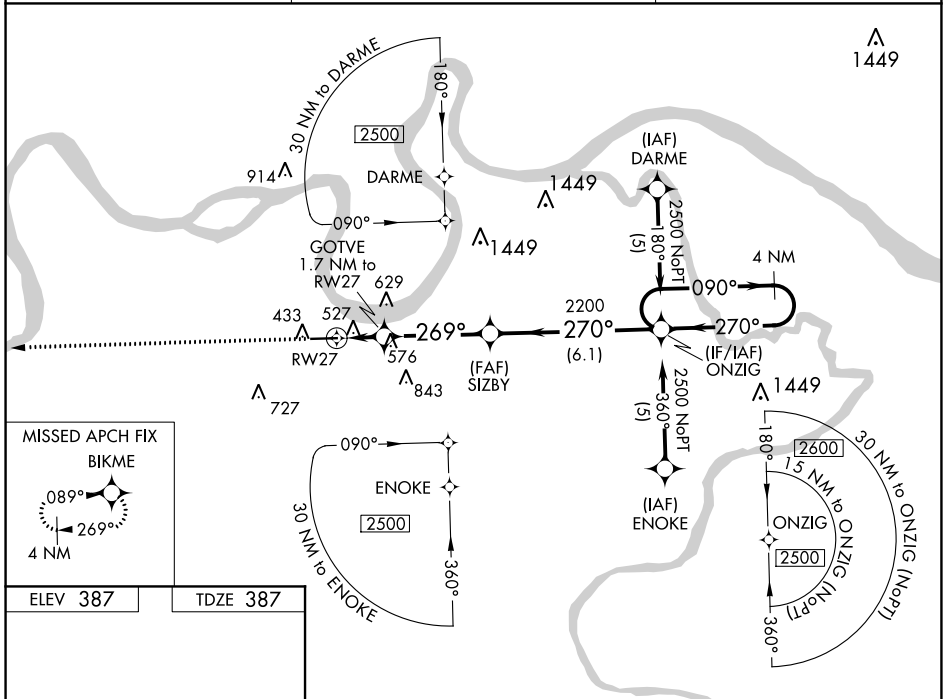 1449
30 NM to DARME
180°
2500
DARME
090°
914
1449
1449
(IAF)
DARME
2500 NoPT
180°
(5)
4 NM
090°
GOTVE
1.7 NM to
RW27
629
433
527
RW27
576
269°
(FAF)
SIZBY
2200
270°
(6.1)
270°
(IF/IAF)
ONZIG
843
727
2500 NoPT
360°
(5)
(IAF)
ENOKE
1449
MISSED APCH FIX
BIKME
089°
269°
4 NM
090°
ENOKE
2500
360°
30 NM to ENOKE
180°
2600
15 NM to ONZIG (NoPT)
30 NM to ONZIG (NoPT)
ONZIG
2500
360°
ELEV 387
TDZE 387